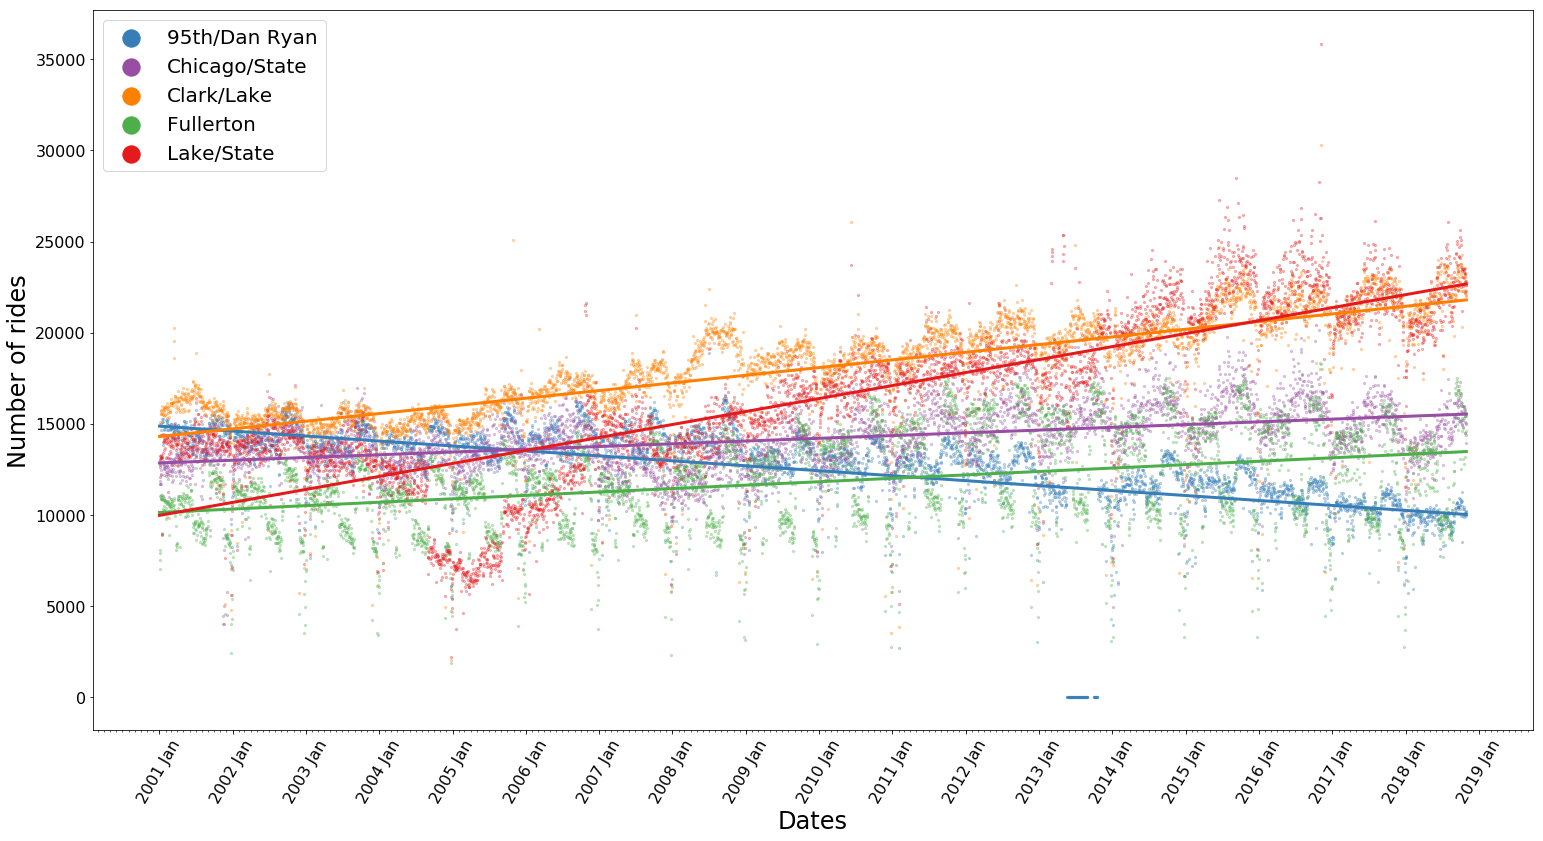 95th/Dan Ryan
Chicago/State
Clark/Lake
Fullerton
Lake/State
Number of rides
35000
30000
25000
20000
15000
10000
5000
0
2001 Jan
2002 Jan
2003 Jan
2004 Jan
2005 Jan
2006 Jan
2007 Jan
2008 Jan
2009 Jan
2010 Jan
2011 Jan
2012 Jan
2013 Jan
2014 Jan
2015 Jan
2016 Jan
2017 Jan
2018 Jan
2019 Jan
Dates